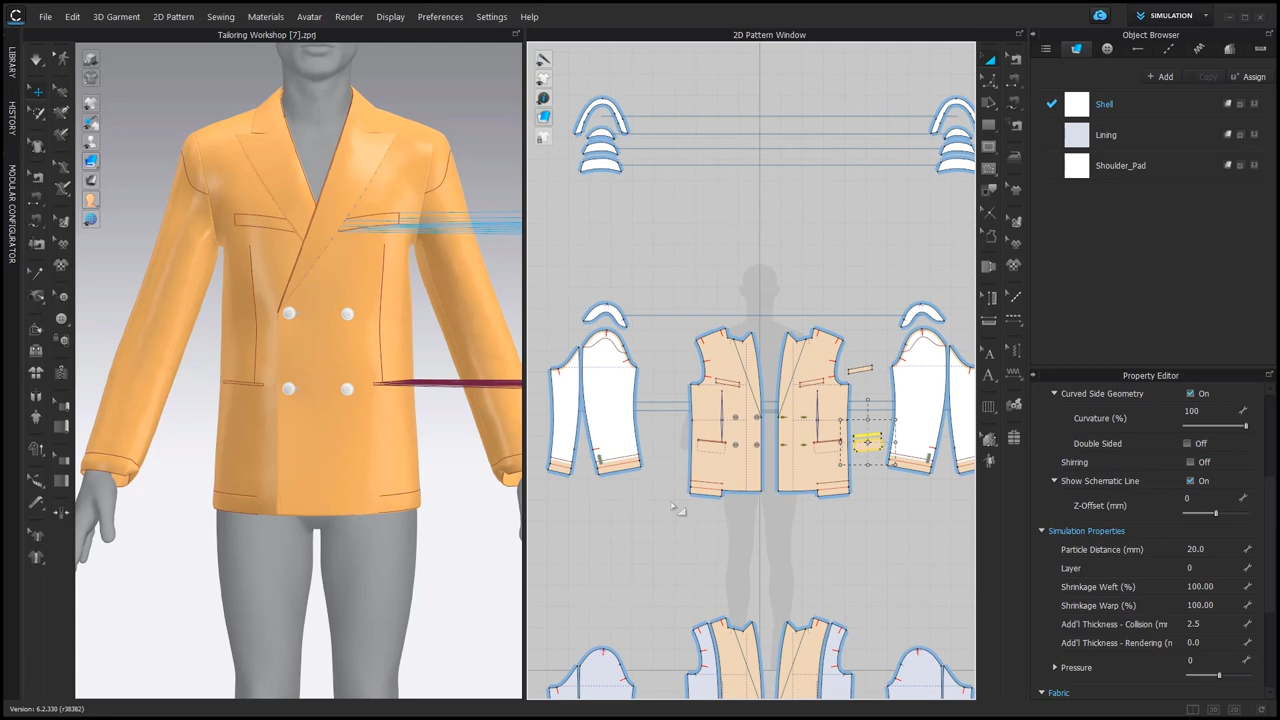 File Edit 3D Garment 2D Pattern Sewing Materials Avatar Render Display Preferences Settings Help
SIMULATION
Tailoring Workshop [7].zprj
2D Pattern Window
Object Browser
LIBRARY
HISTORY
MODULAR CONFIGURATOR
Add Copy Assign
Shell
Lining
Shoulder_Pad
Property Editor
Curved Side Geometry On
Curvature (%) 100
Double Sided Off
Shirring Off
Show Schematic Line On
Z-Offset (mm) 0
Simulation Properties
Particle Distance (mm) 20.0
Layer 0
Shrinkage Weft (%) 100.00
Shrinkage Warp (%) 100.00
Add'l Thickness - Collision (mr 2.5
Add'l Thickness - Rendering (n 0.0
Pressure 0
Fabric
Version: 6.2.330 (r38382)
3D 2D